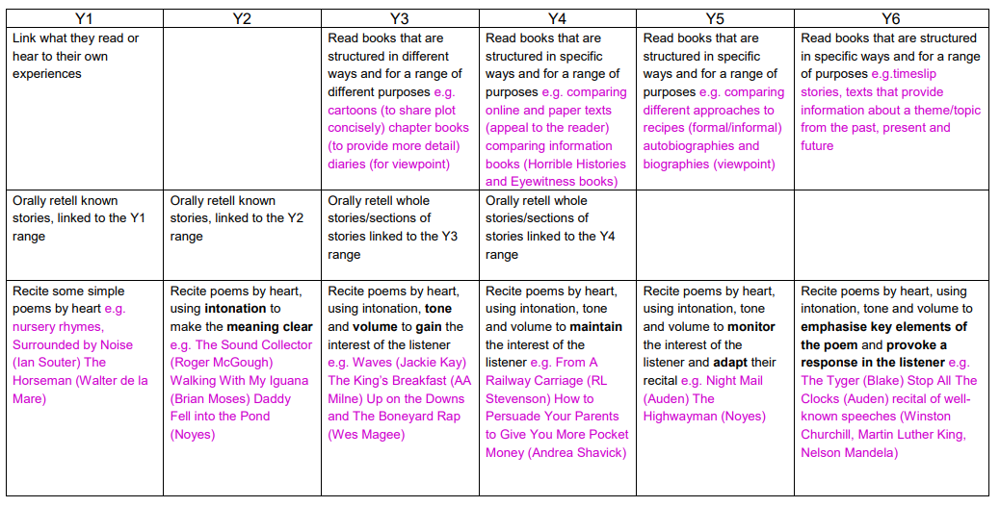 Y1
Y2
Y3
Y4
Y5
Y6
Link what they read or
hear to their own
experiences
Read books that are
structured in different
ways and for a range of
different purposes e.g.
cartoons (to share plot
concisely) chapter books
(to provide more detail)
diaries (for viewpoint)
Read books that are
structured in specific
ways and for a range of
purposes e.g. comparing
online and paper texts
(appeal to the reader)
comparing information
books (Horrible Histories
and Eyewitness books)
Read books that are
structured in specific
ways and for a range of
purposes e.g. comparing
different approaches to
recipes (formal/informal)
autobiographies and
biographies (viewpoint)
Read books that are structured
in specific ways and for a range
of purposes e.g.timeslip
stories, texts that provide
information about a theme/topic
from the past, present and
future
Orally retell known
stories, linked to the Y1
range
Orally retell known
stories, linked to the Y2
range
Orally retell whole
stories/sections of
stories linked to the Y3
range
Orally retell whole
stories/sections of
stories linked to the Y4
range
Recite some simple
poems by heart e.g.
nursery rhymes,
Surrounded by Noise
(Ian Souter) The
Horseman (Walter de la
Mare)
Recite poems by heart,
using intonation to
make the meaning clear
e.g. The Sound Collector
(Roger McGough)
Walking With My Iguana
(Brian Moses) Daddy
Fell into the Pond
(Noyes)
Recite poems by heart,
using intonation, tone
and volume to gain the
interest of the listener
e.g. Waves (Jackie Kay)
The King's Breakfast (AA
Milne) Up on the Downs
and The Boneyard Rap
(Wes Magee)
Recite poems by heart,
using intonation, tone
and volume to maintain
the interest of the
listener e.g. From A
Railway Carriage (RL
Stevenson) How to
Persuade Your Parents
to Give You More Pocket
Money (Andrea Shavick)
Recite poems by heart,
using intonation, tone
and volume to monitor
the interest of the
listener and adapt their
recital e.g. Night Mail
(Auden) The
Highwayman (Noyes)
Recite poems by heart, using
intonation, tone and volume to
emphasise key elements of
the poem and provoke a
response in the listener e.g.
The Tyger (Blake) Stop All The
Clocks (Auden) recital of well-
known speeches (Winston
Churchill, Martin Luther King,
Nelson Mandela)